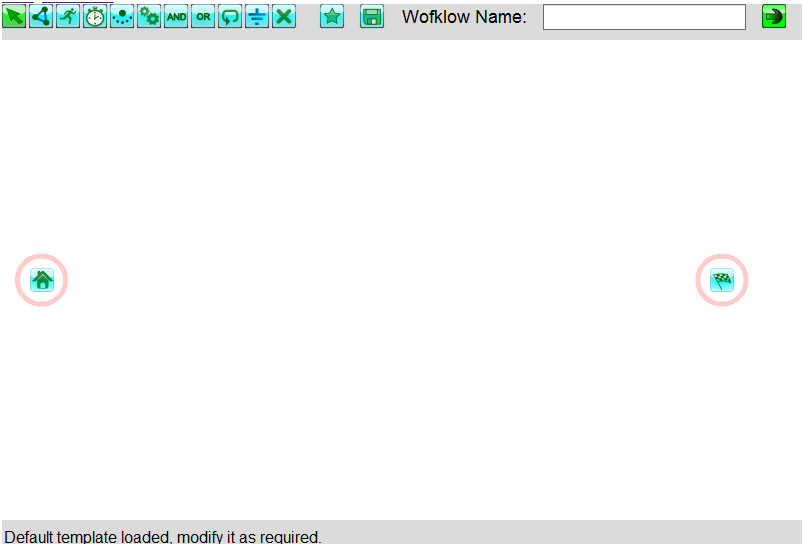 AND OR Wofklow Name:
Default template loaded, modify it as required.